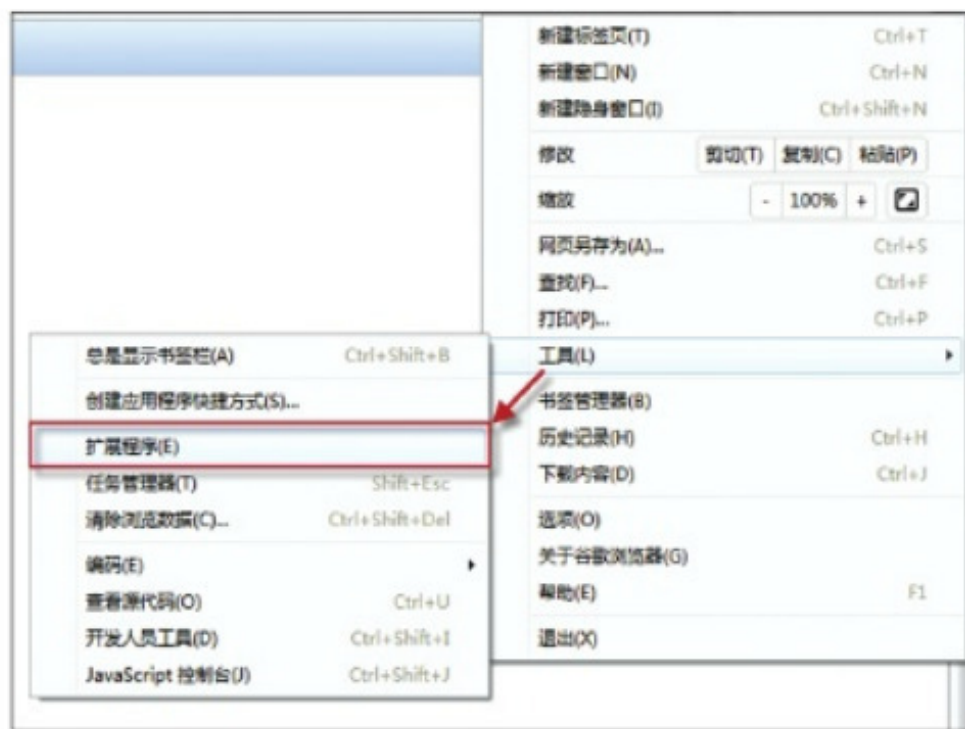 新建标签页(T) Ctrl+T
新建窗口(N) Ctrl+N
新建隐身窗口(I) Ctrl+Shift+N
修改 剪切(T) 复制(C) 粘贴(P)
缩放 - 100% +
网页另存为(A)... Ctrl+S
查找(F)... Ctrl+F
打印(P)... Ctrl+P
工具(L)
书签管理器(B)
历史记录(H) Ctrl+H
下载内容(D) Ctrl+J
选项(O)
关于谷歌浏览器(G)
帮助(E) F1
退出(X)
总是显示书签栏(A) Ctrl+Shift+B
创建应用程序快捷方式(S)...
扩展程序(E)
任务管理器(T) Shift+Esc
清除浏览数据(C)... Ctrl+Shift+Del
编码(E)
查看源代码(O) Ctrl+U
开发人员工具(D) Ctrl+Shift+I
JavaScript 控制台(J) Ctrl+Shift+J